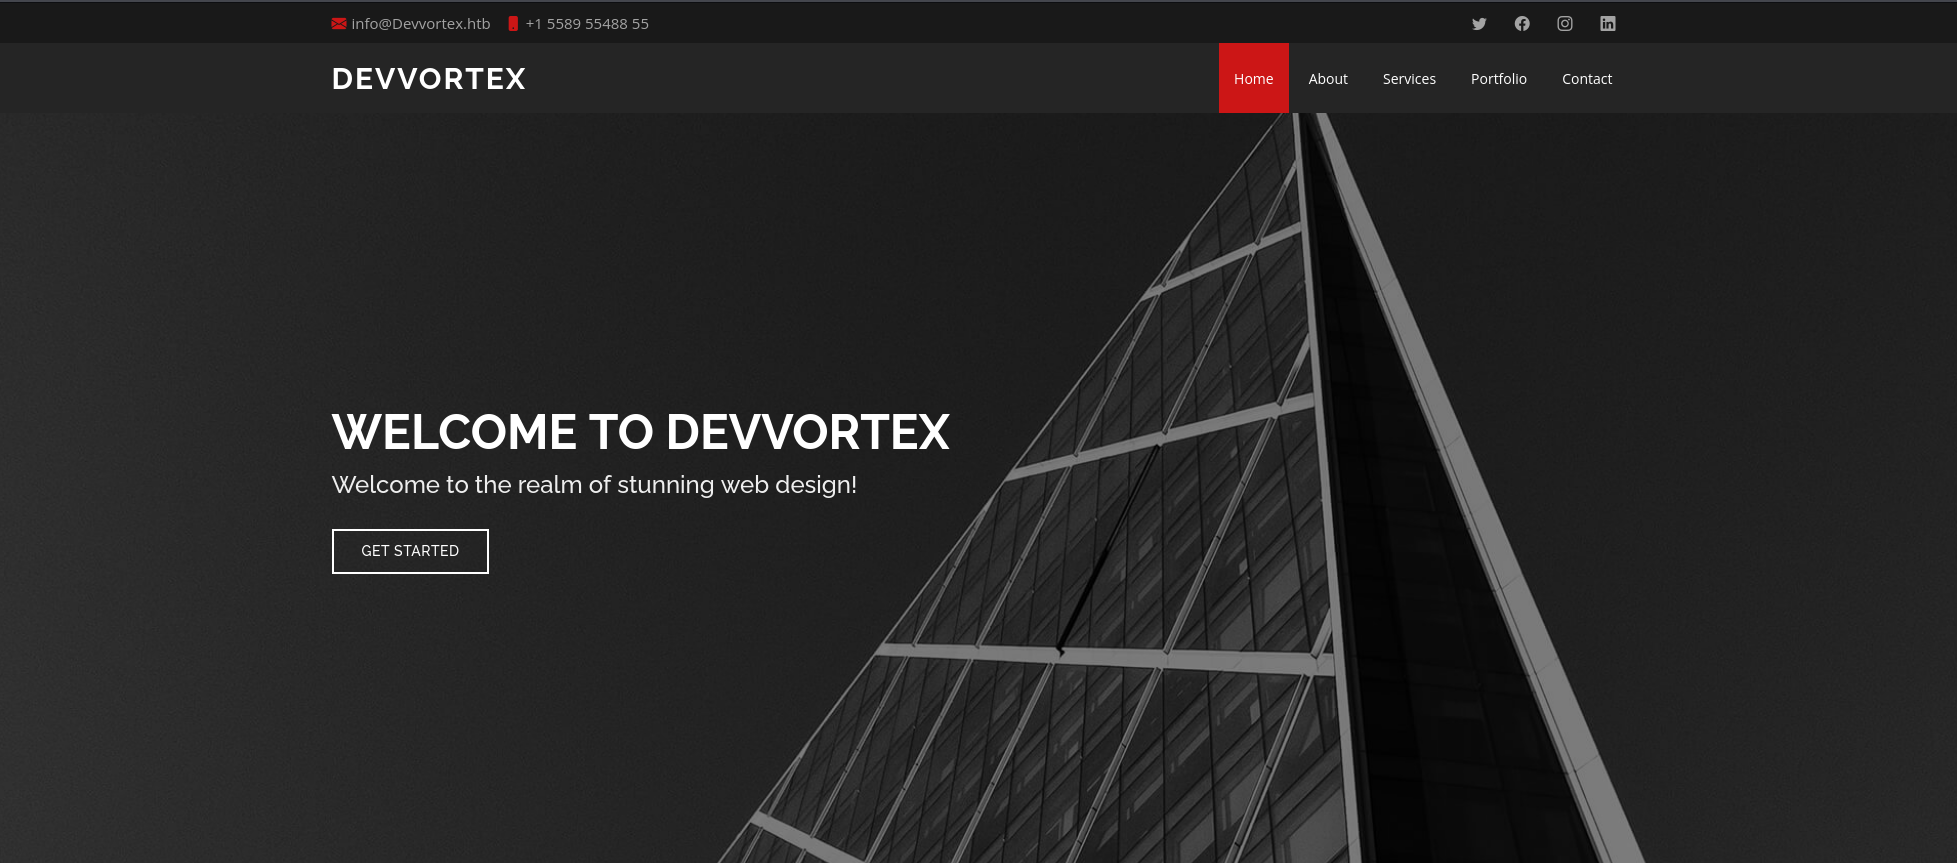 info@Devvortex.htb +1 5589 55488 55
DEVVORTEX Home About Services Portfolio Contact
WELCOME TO DEVVORTEX
Welcome to the realm of stunning web design!
GET STARTED